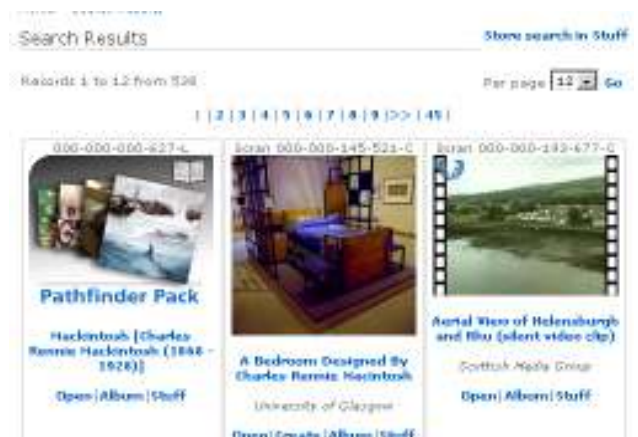 Search Results
Store search in Stuff
Records 1 to 12 from 538
Per page 12 Go
| | 2 | 3 | 4 | 5 | 6 | 7 | 8 | 9 |>> | 45 |
000-000-000-627-L
Scran 000-000-145-521-C
Scran 000-000-193-677-C
Pathfinder Pack
Mackintosh [Charles
Rennie Mackintosh (1868 -
1928)]
Open|Album|Stuff
A Bedroom Designed By
Charles Rennie Macintosh
University of Glasgow
Open|Create|Album|Stuff
Aerial View of Helensburgh
and Rhu (silent video clip)
Scottish Media Group
Open|Album|Stuff